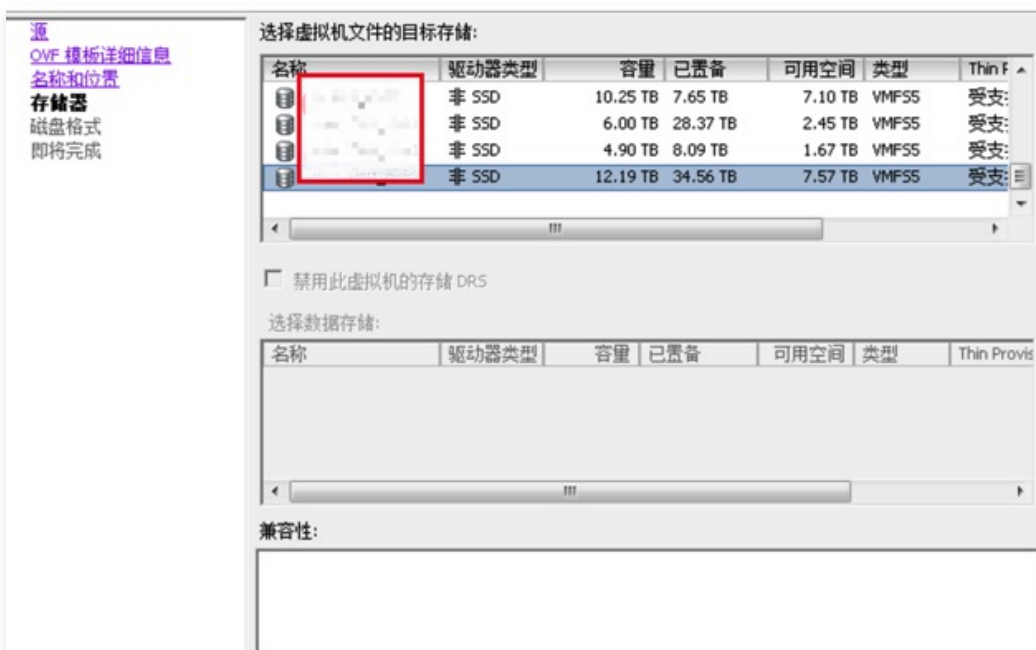 源
OVF 模板详细信息
名称和位置
存储器
磁盘格式
即将完成
选择虚拟机文件的目标存储:
名称 驱动器类型 容量 已置备 可用空间 类型 Thin P
非 SSD 10.25 TB 7.65 TB 7.10 TB VMFS5 受支
非 SSD 6.00 TB 28.37 TB 2.45 TB VMFS5 受支
非 SSD 4.90 TB 8.09 TB 1.67 TB VMFS5 受支
非 SSD 12.19 TB 34.56 TB 7.57 TB VMFS5 受支
禁用此虚拟机的存储 DRS
选择数据存储:
名称 驱动器类型 容量 已置备 可用空间 类型 Thin Provis
兼容性: